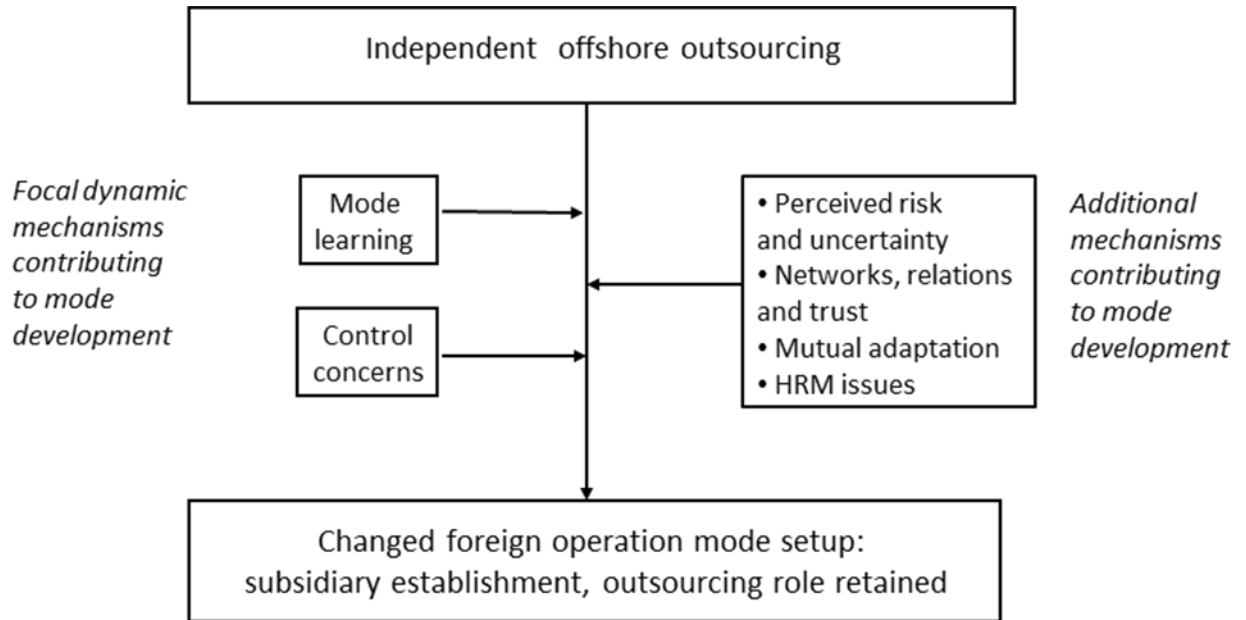 Independent offshore outsourcing
Focal dynamic
mechanisms
contributing
to mode
development
Mode
learning
Control
concerns
• Perceived risk
and uncertainty
• Networks, relations
and trust
• Mutual adaptation
• HRM issues
Additional
mechanisms
contributing
to mode
development
Changed foreign operation mode setup:
subsidiary establishment, outsourcing role retained